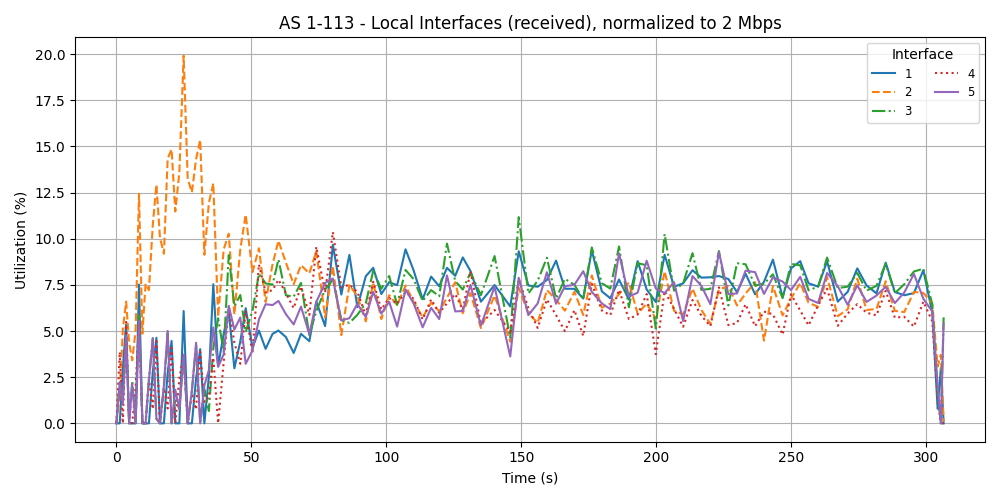 AS 1-113 - Local Interfaces (received), normalized to 2 Mbps
Utilization (%)
20.0
17.5
15.0
12.5
10.0
7.5
5.0
2.5
0.0
Interface
1
2
3
4
5
0 50 100 150 200 250 300
Time (s)